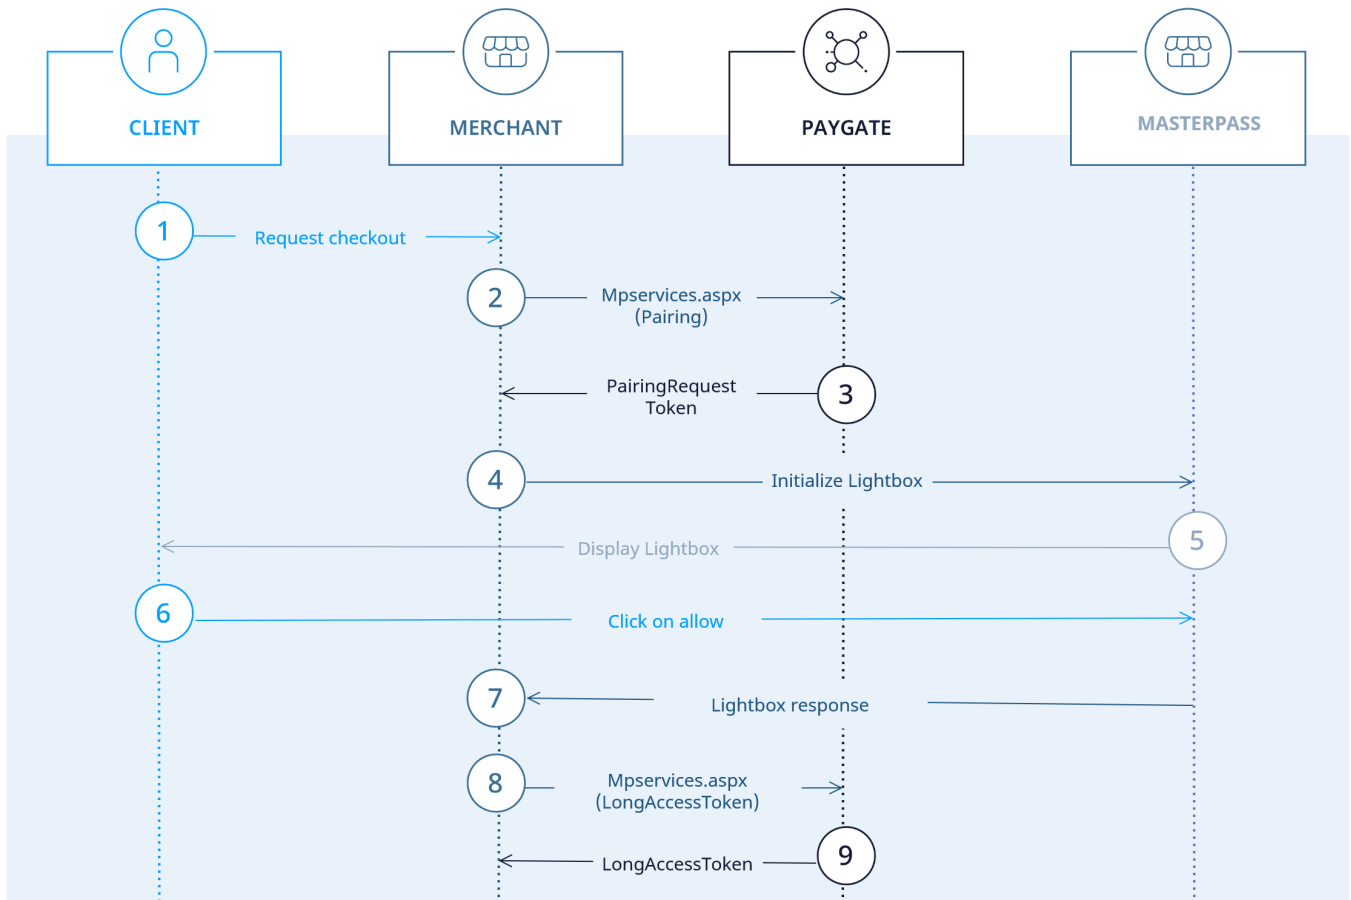 CLIENT
MERCHANT
PAYGATE
MASTERPASS
1
Request checkout
2
Mpservices.aspx
(Pairing)
PairingRequest
Token
3
4
Initialize Lightbox
Display Lightbox
5
6
Click on allow
7
Lightbox response
8
Mpservices.aspx
(LongAccessToken)
LongAccessToken
9